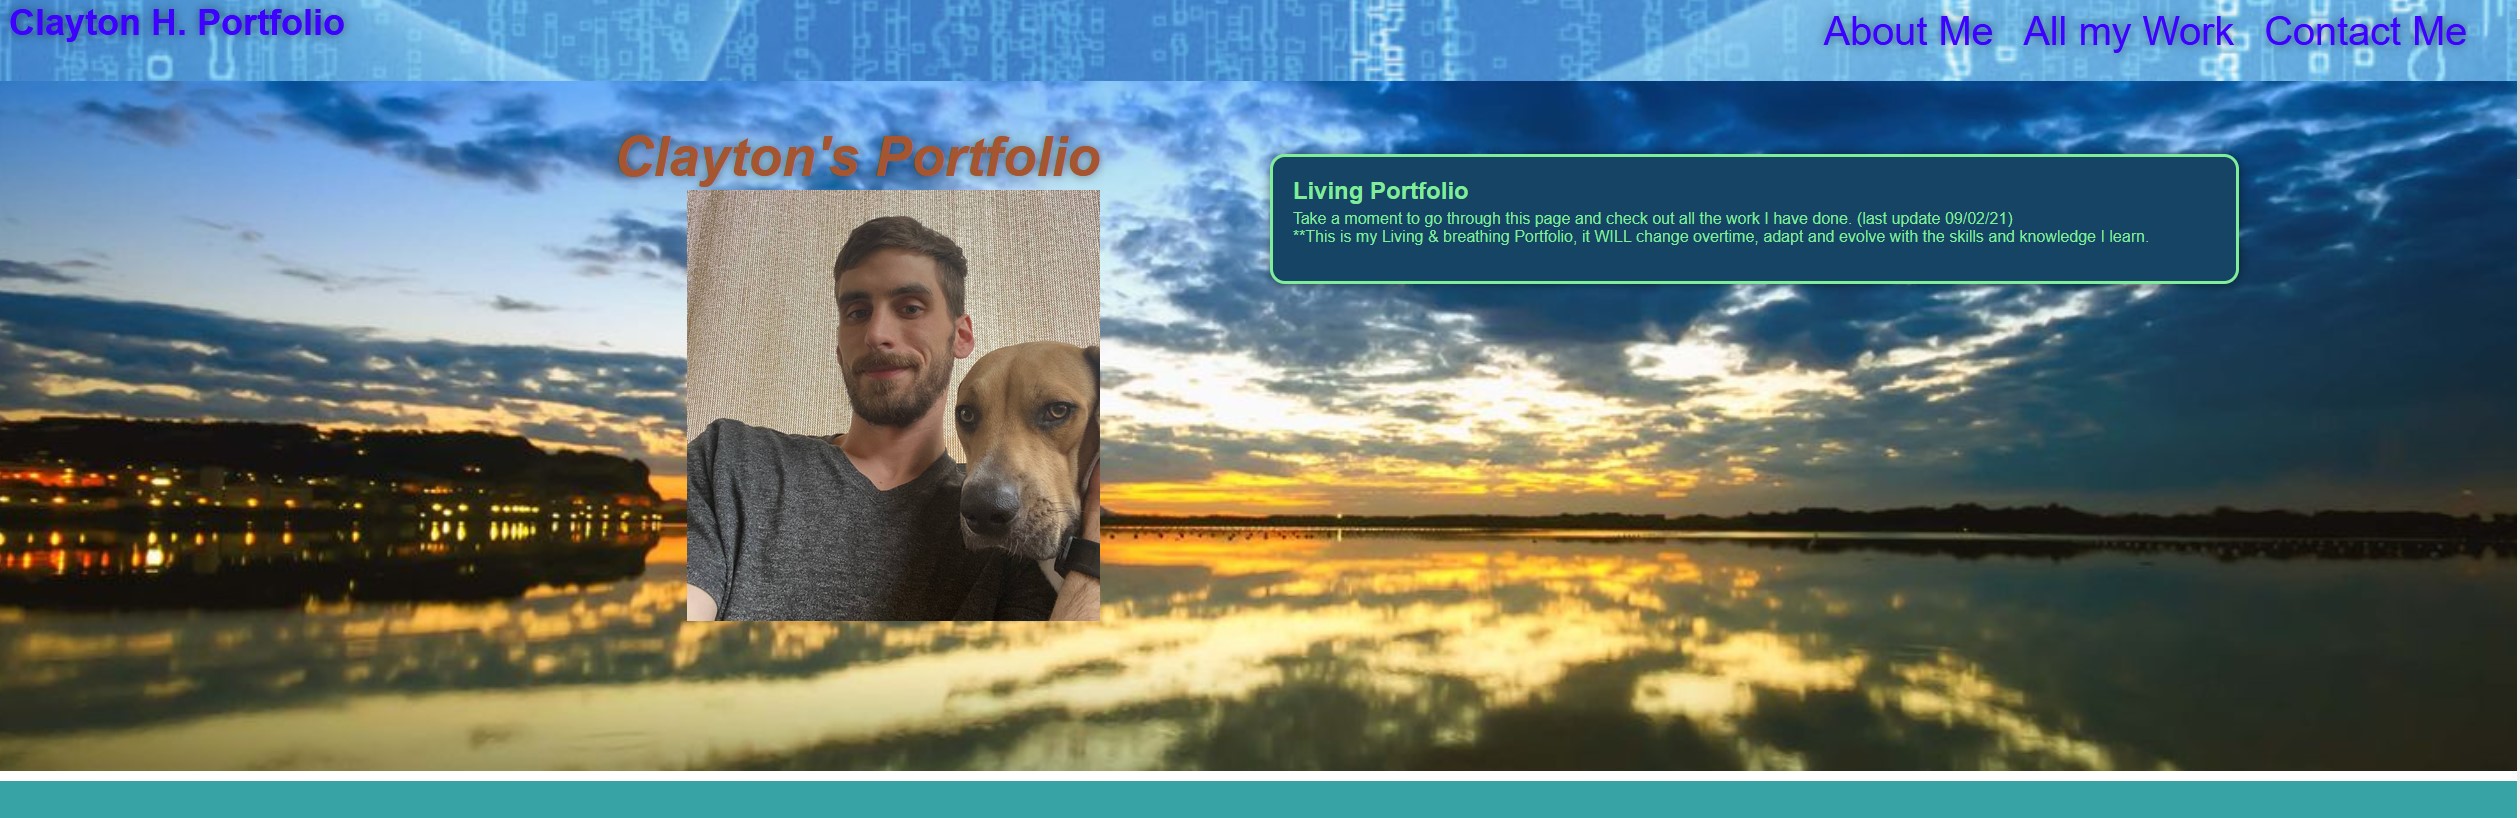 Clayton H. Portfolio
About Me All my Work Contact Me
Clayton's Portfolio
Living Portfolio
Take a moment to go through this page and check out all the work I have done. (last update 09/02/21)
**This is my Living & breathing Portfolio, it WILL change overtime, adapt and evolve with the skills and knowledge I learn.